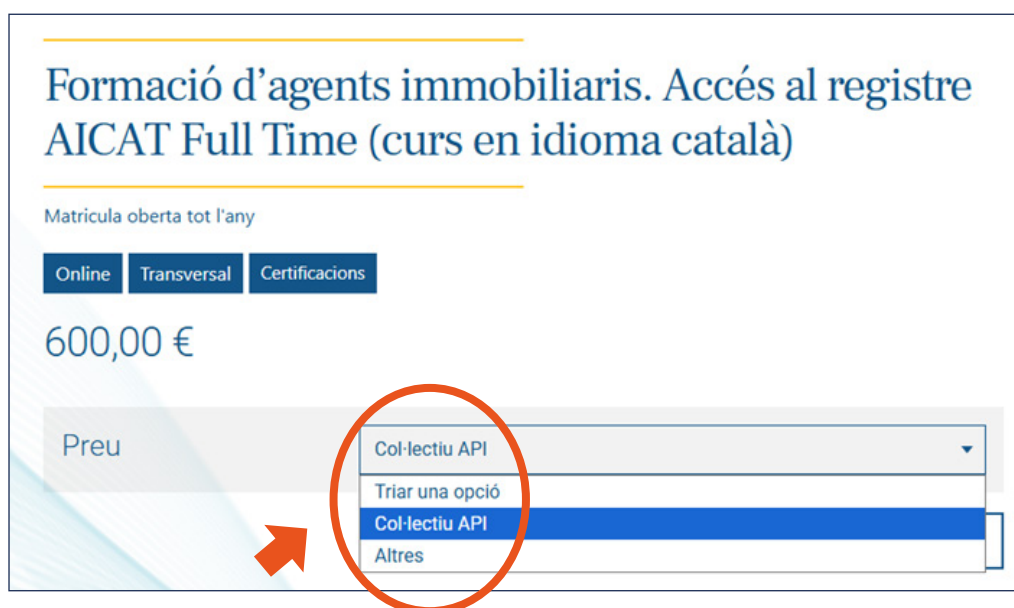 Formació d’agents immobiliaris. Accés al registre
AICAT Full Time (curs en idioma català)
Matricula oberta tot l'any
Online Transversal Certificacions
600,00 €
Preu
Col·lectiu API
Triar una opció
Col·lectiu API
Altres